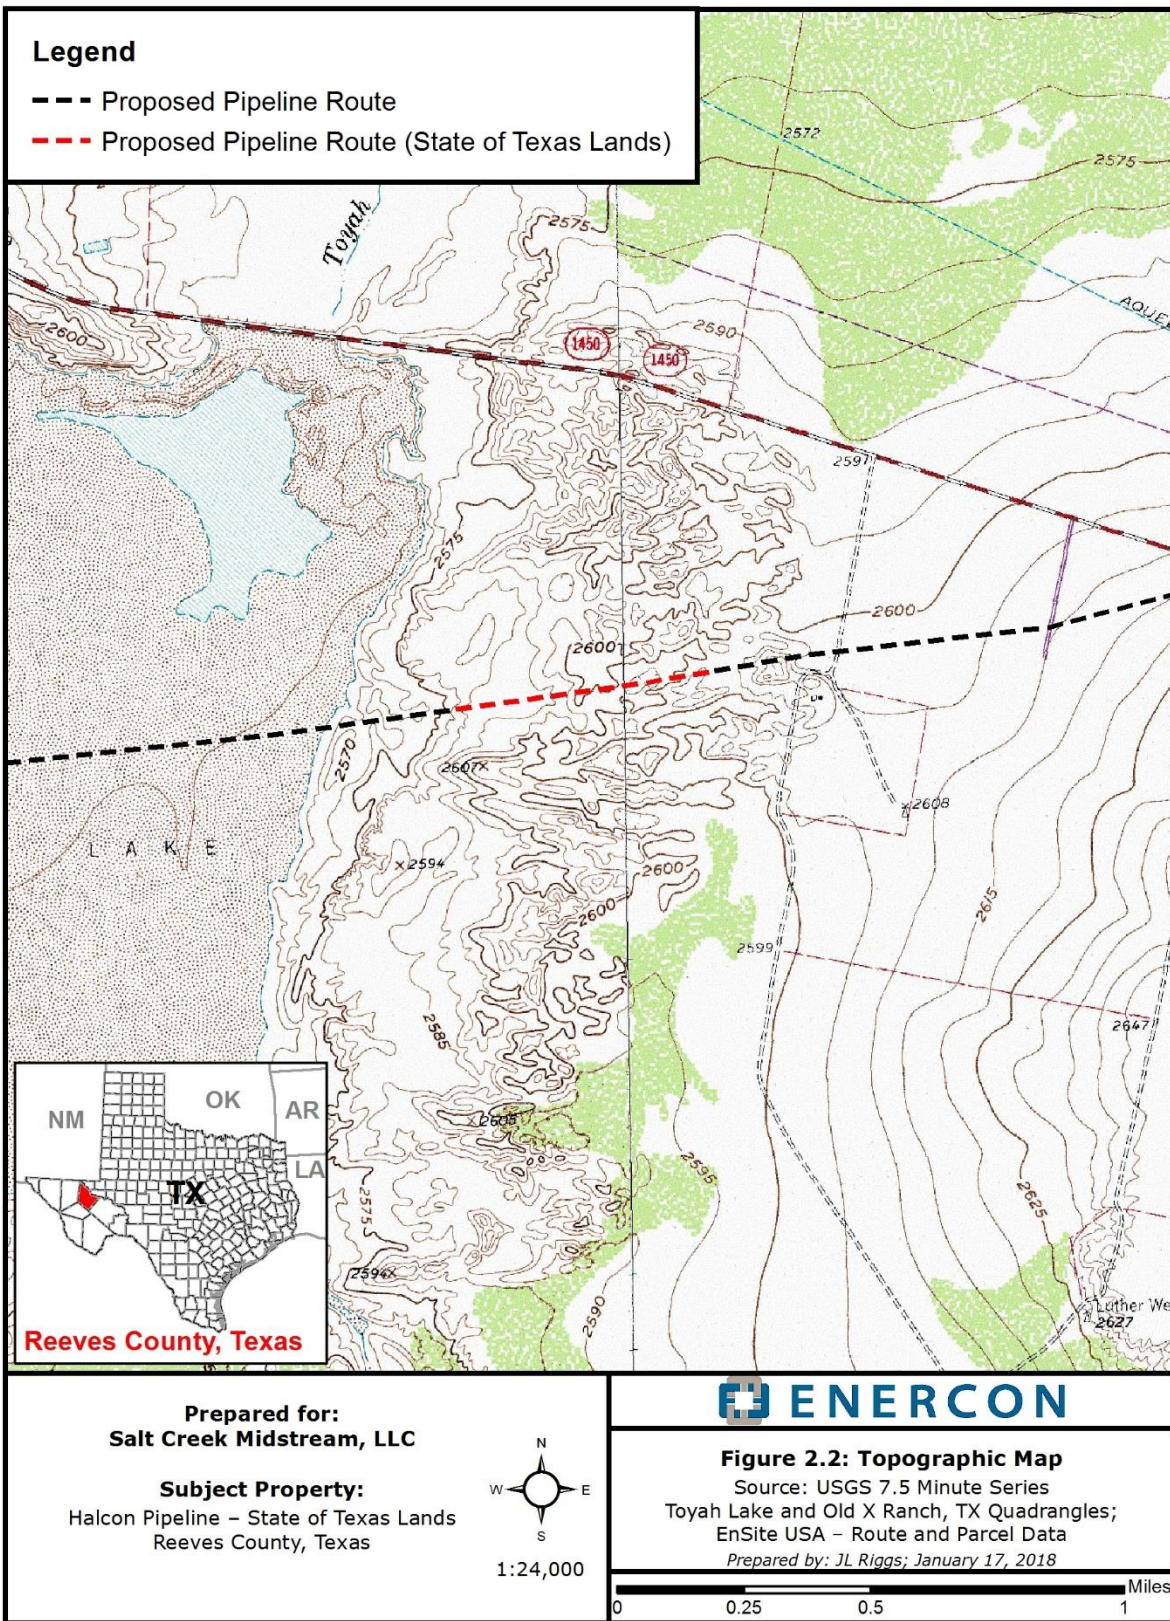 Legend
Proposed Pipeline Route
Proposed Pipeline Route (State of Texas Lands)
2572
2575
Toyah
2575
AQUE
2590
2600
1450
1450
2597
2575
2600
2600
2570
2607
2608
LAKE
2594
2600
2600
2615
2599
2585
2647
2605
2595
2575
2625
2594
2590
Luther We
2627
NM
OK
AR
LA
TX
Reeves County, Texas
Prepared for:
Salt Creek Midstream, LLC
Subject Property:
Halcon Pipeline – State of Texas Lands
Reeves County, Texas
N
W E
S
1:24,000
ENERCON
Figure 2.2: Topographic Map
Source: USGS 7.5 Minute Series
Toyah Lake and Old X Ranch, TX Quadrangles;
EnSite USA – Route and Parcel Data
Prepared by: JL Riggs; January 17, 2018
Miles
0 0.25 0.5 1